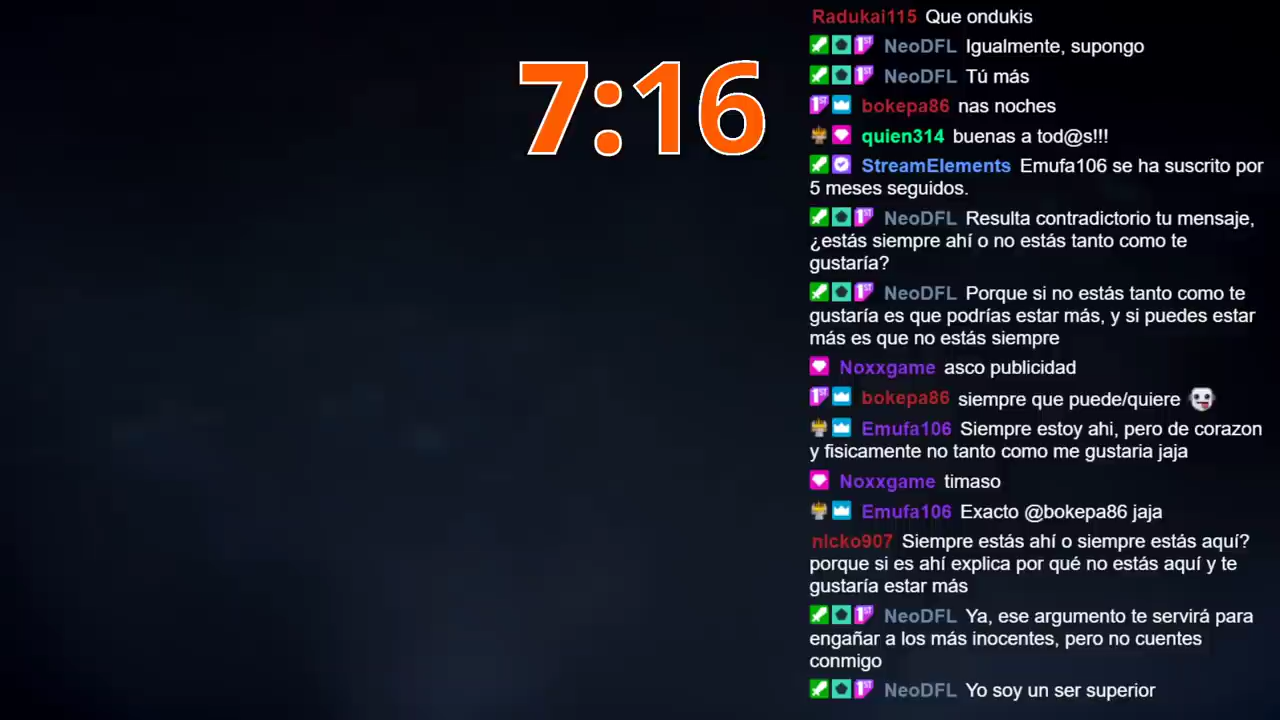 7:16
Radukai115 Que ondukis
NeoDFL Igualmente, supongo
NeoDFL Tú más
bokepa86 nas noches
quien314 buenas a tod@s!!!
StreamElements Emufa106 se ha suscrito por
5 meses seguidos.
NeoDFL Resulta contradictorio tu mensaje,
¿estás siempre ahí o no estás tanto como te
gustaría?
NeoDFL Porque si no estás tanto como te
gustaría es que podrías estar más, y si puedes estar
más es que no estás siempre
Noxxgame asco publicidad
bokepa86 siempre que puede/quiere
Emufa106 Siempre estoy ahi, pero de corazon
y fisicamente no tanto como me gustaria jaja
Noxxgame timaso
Emufa106 Exacto @bokepa86 jaja
nIcko907 Siempre estás ahí o siempre estás aquí?
porque si es ahí explica por qué no estás aquí y te
gustaría estar más
NeoDFL Ya, ese argumento te servirá para
engañar a los más inocentes, pero no cuentes
conmigo
NeoDFL Yo soy un ser superior